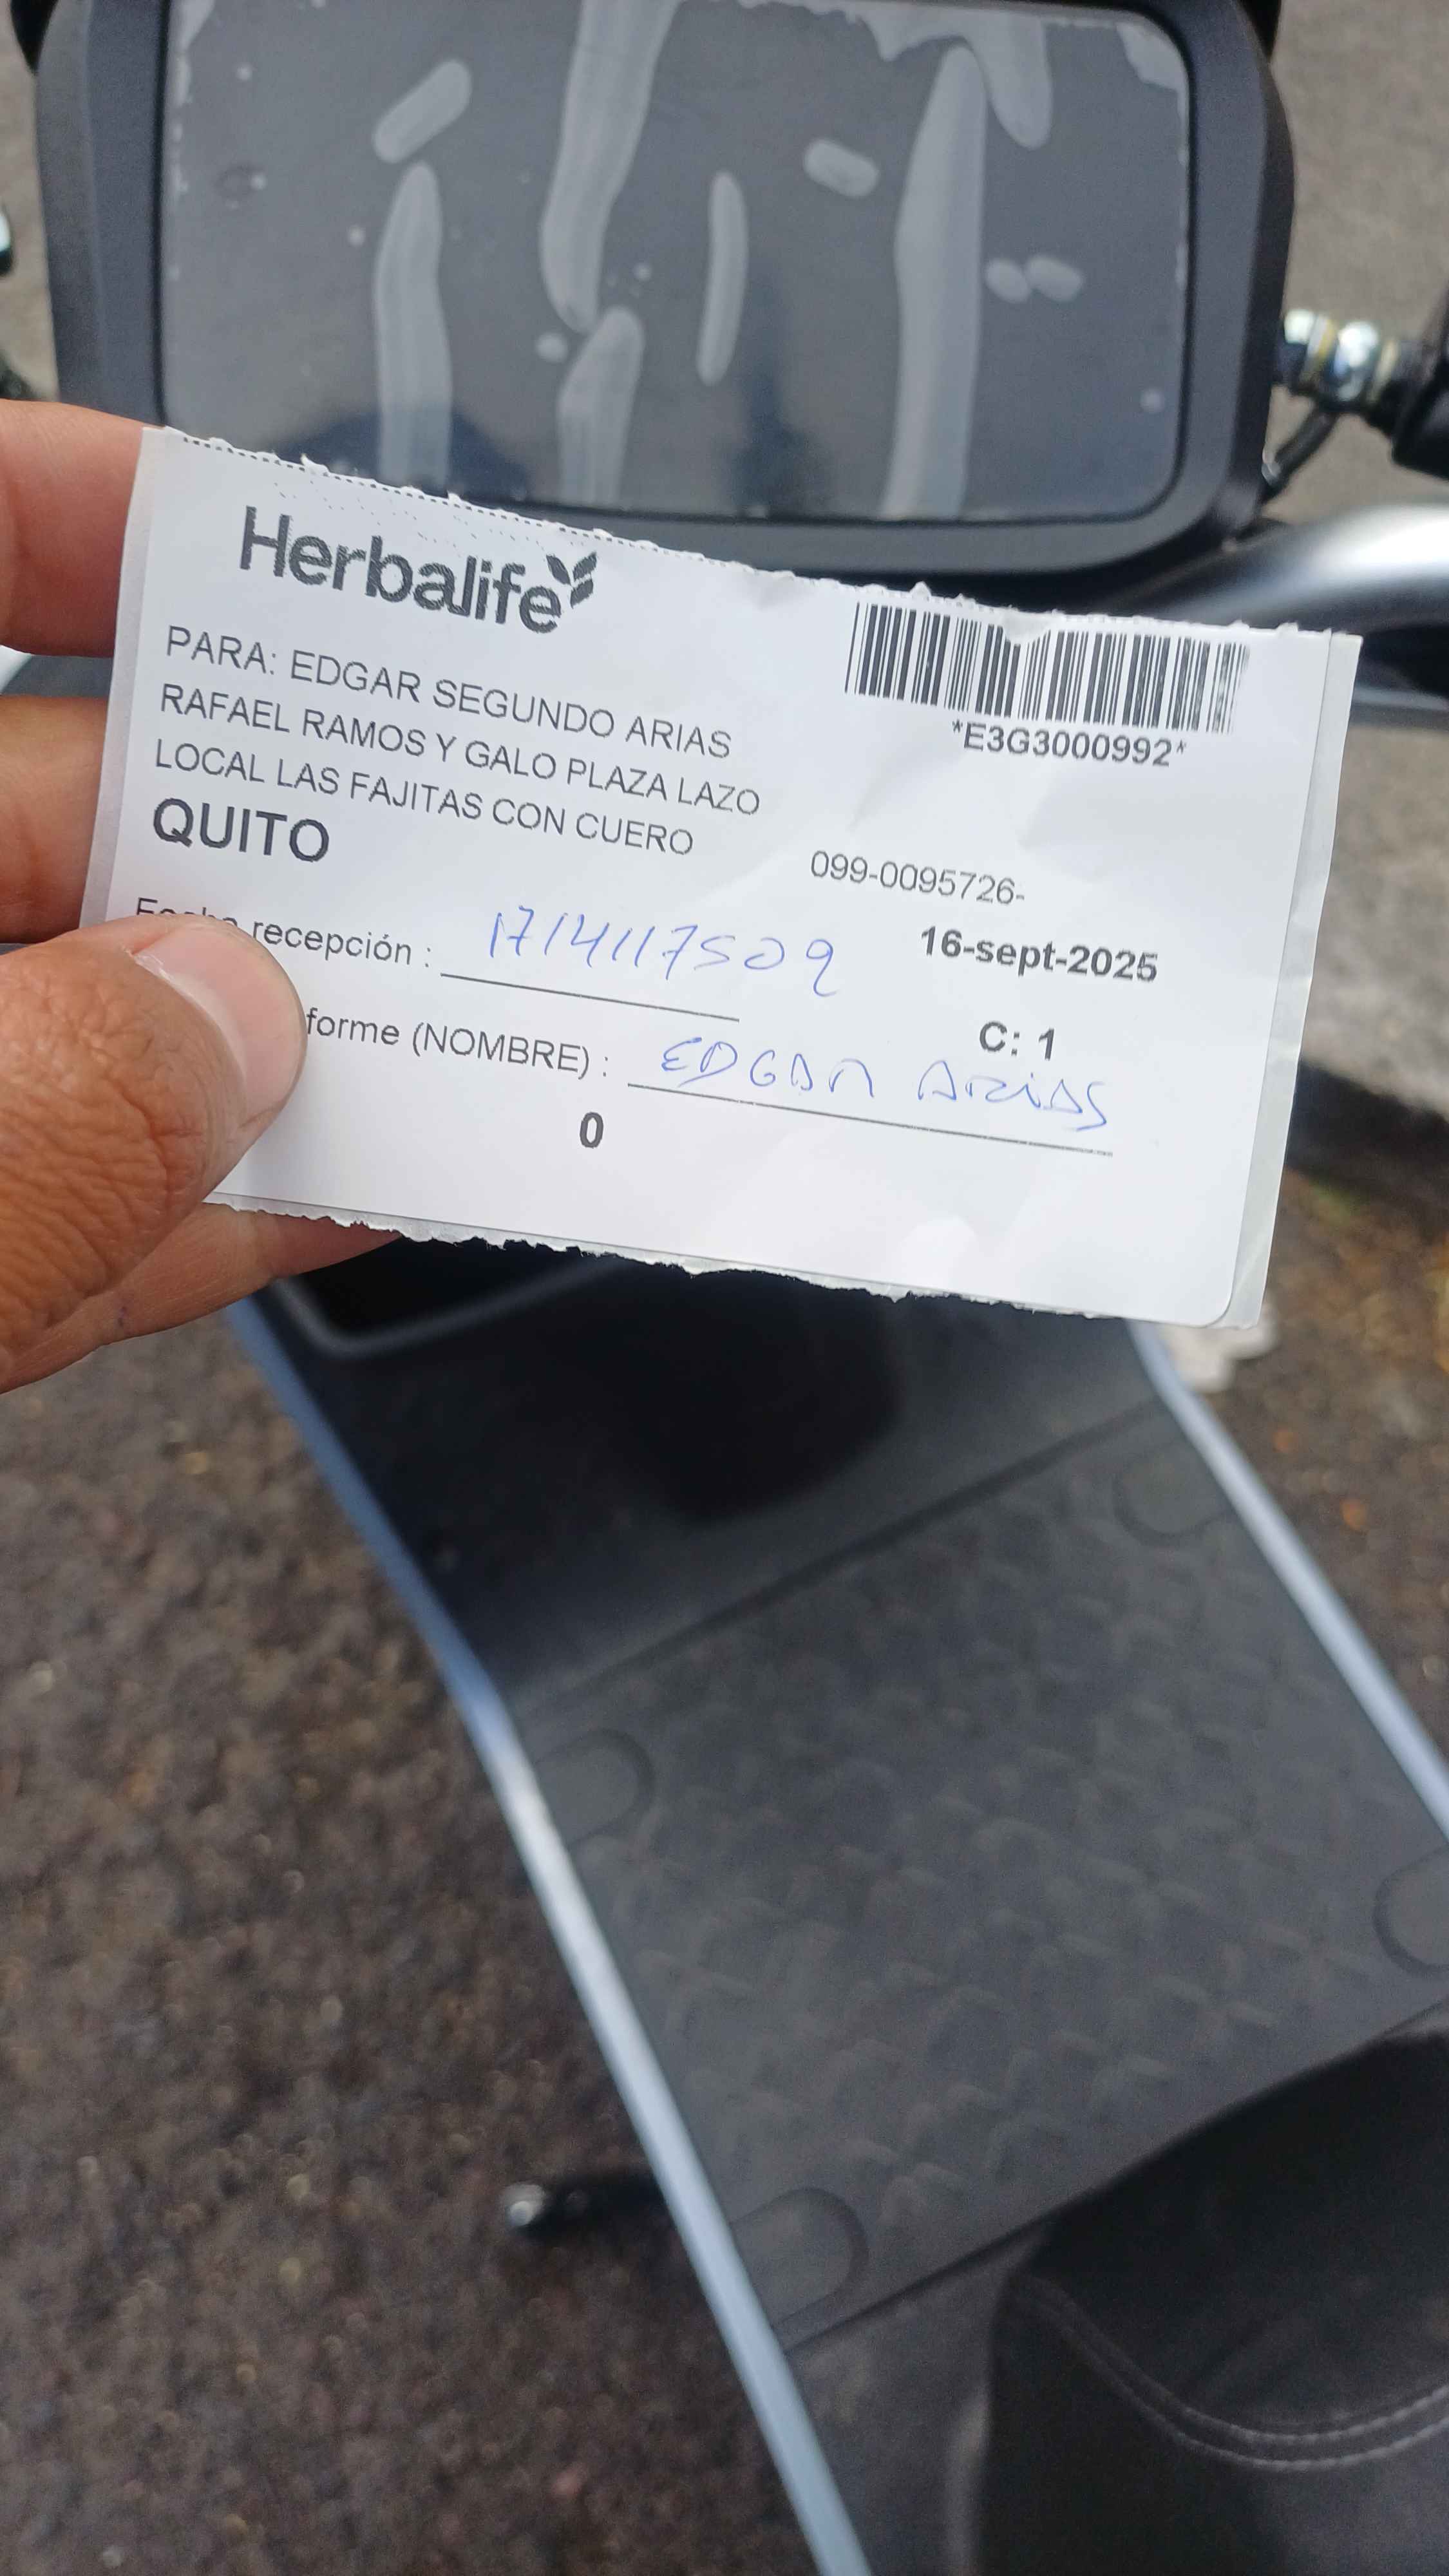 Herbalife
*E3G3000992*
PARA: EDGAR SEGUNDO ARIAS
RAFAEL RAMOS Y GALO PLAZA LAZO
LOCAL LAS FAJITAS CON CUERO
QUITO
099-0095726-
recepción : 1714117509
16-sept-2025
C: 1
forme (NOMBRE) : EDGAR ARIAS
0